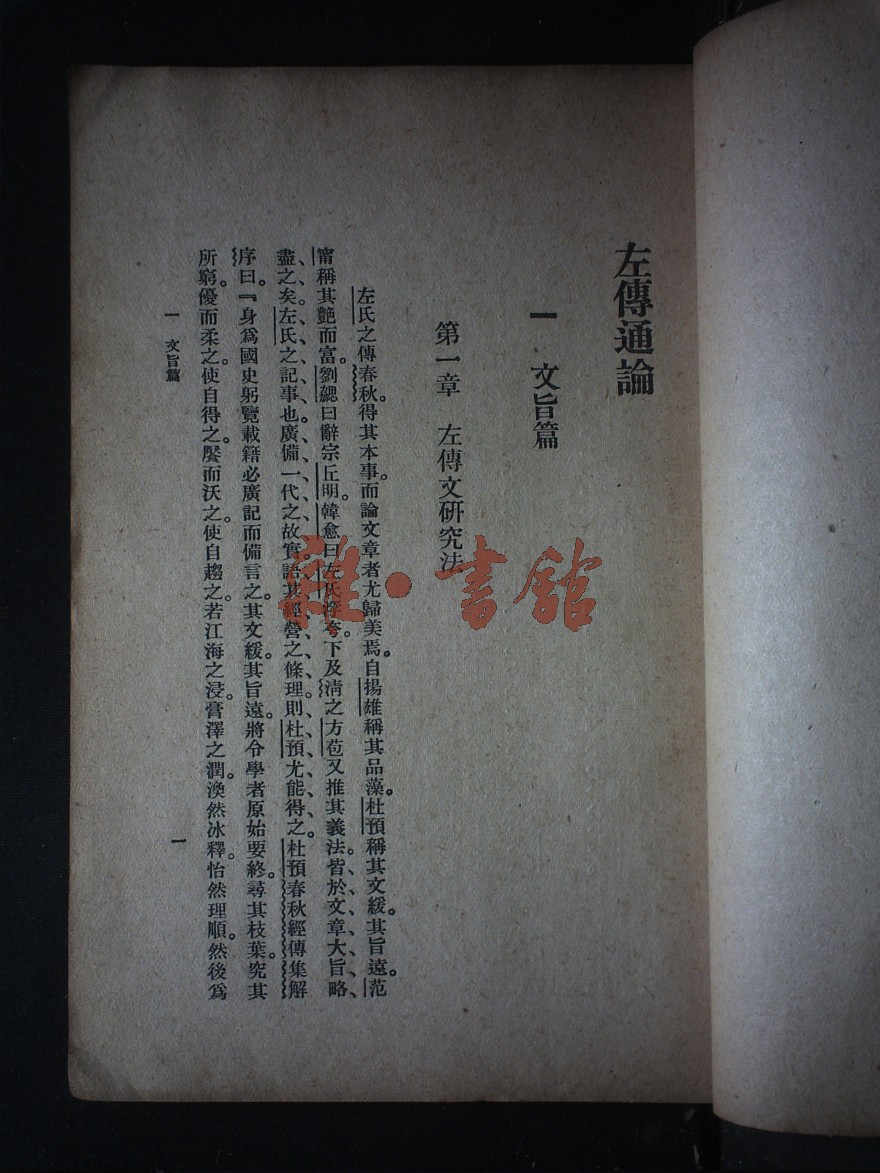 左傳通論
一　文旨篇
第一章　左傳文研究法
左氏之傳春秋。得其本事。而論文章者尤歸美焉。自揚雄稱其品藻。杜預稱其文緩。其旨遠。范
甯稱其艷而富。劉勰曰辭宗丘明。韓愈曰左氏浮夸。下及淸之方苞又推其義法。皆於文章大旨、略、
盡、之、矣。左氏之記事也。廣備一代之故實。語其經營之條理。則杜預尤能得之。杜預春秋經傳集解
序曰。『身爲國史躬覽載籍必廣記而備言之。其文緩。其旨遠。將令學者原始要終。尋其枝葉。究其
所窮。優而柔之。使自得之。饜而沃之。使自趨之。若江海之浸。膏澤之潤。渙然冰釋。怡然理順。然後爲
一　文旨篇
一
雜·書館